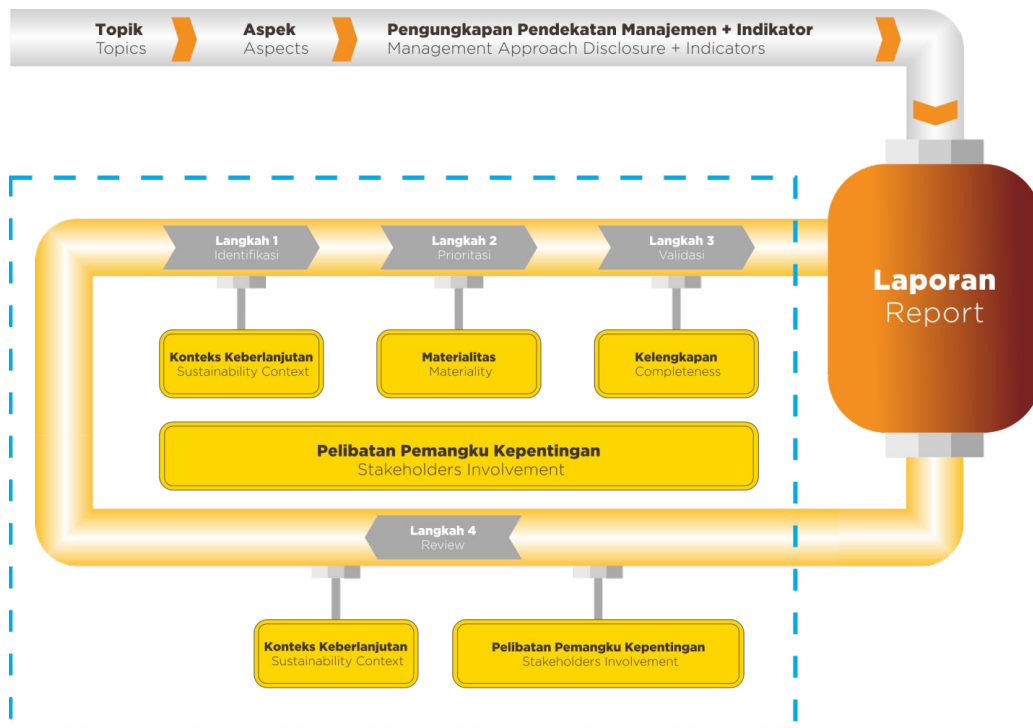 Topik
Topics
Aspek
Aspects
Pengungkapan Pendekatan Manajemen + Indikator
Management Approach Disclosure + Indicators
Langkah 1
Identifikasi
Langkah 2
Prioritasi
Langkah 3
Validasi
Laporan
Report
Konteks Keberlanjutan
Sustainability Context
Materialitas
Materiality
Kelengkapan
Completeness
Pelibatan Pemangku Kepentingan
Stakeholders Involvement
Langkah 4
Review
Konteks Keberlanjutan
Sustainability Context
Pelibatan Pemangku Kepentingan
Stakeholders Involvement